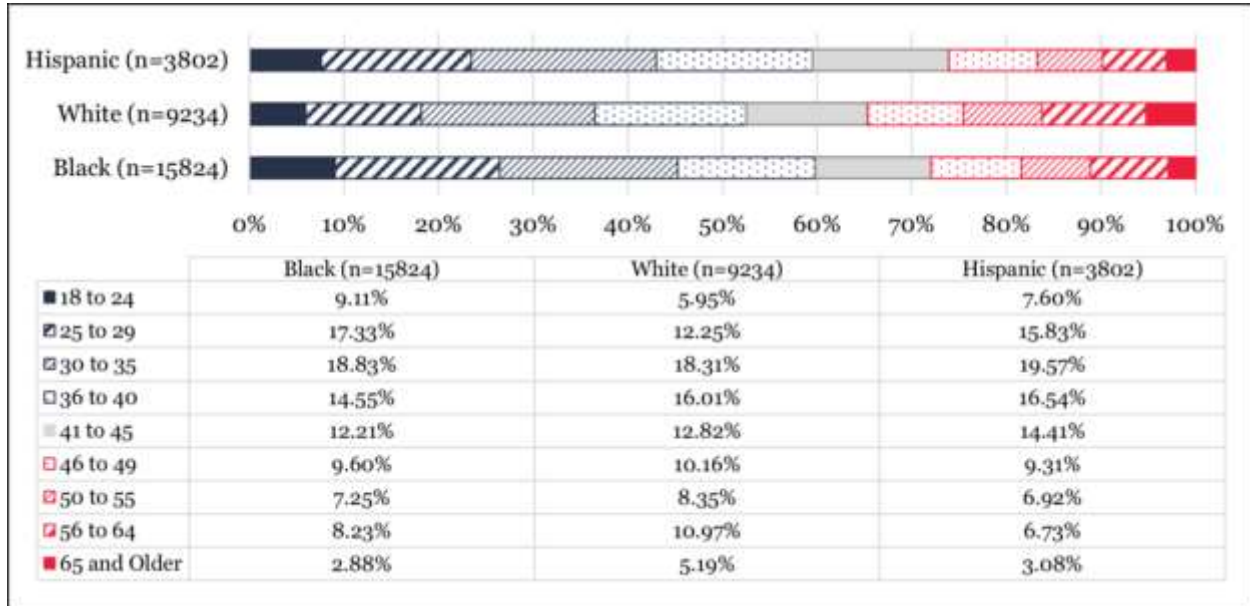 Hispanic (n=3802)
White (n=9234)
Black (n=15824)
0% 10% 20% 30% 40% 50% 60% 70% 80% 90% 100%
Black (n=15824) White (n=9234) Hispanic (n=3802)
18 to 24 9.11% 5.95% 7.60%
25 to 29 17.33% 12.25% 15.83%
30 to 35 18.83% 18.31% 19.57%
36 to 40 14.55% 16.01% 16.54%
41 to 45 12.21% 12.82% 14.41%
46 to 49 9.60% 10.16% 9.31%
50 to 55 7.25% 8.35% 6.92%
56 to 64 8.23% 10.97% 6.73%
65 and Older 2.88% 5.19% 3.08%